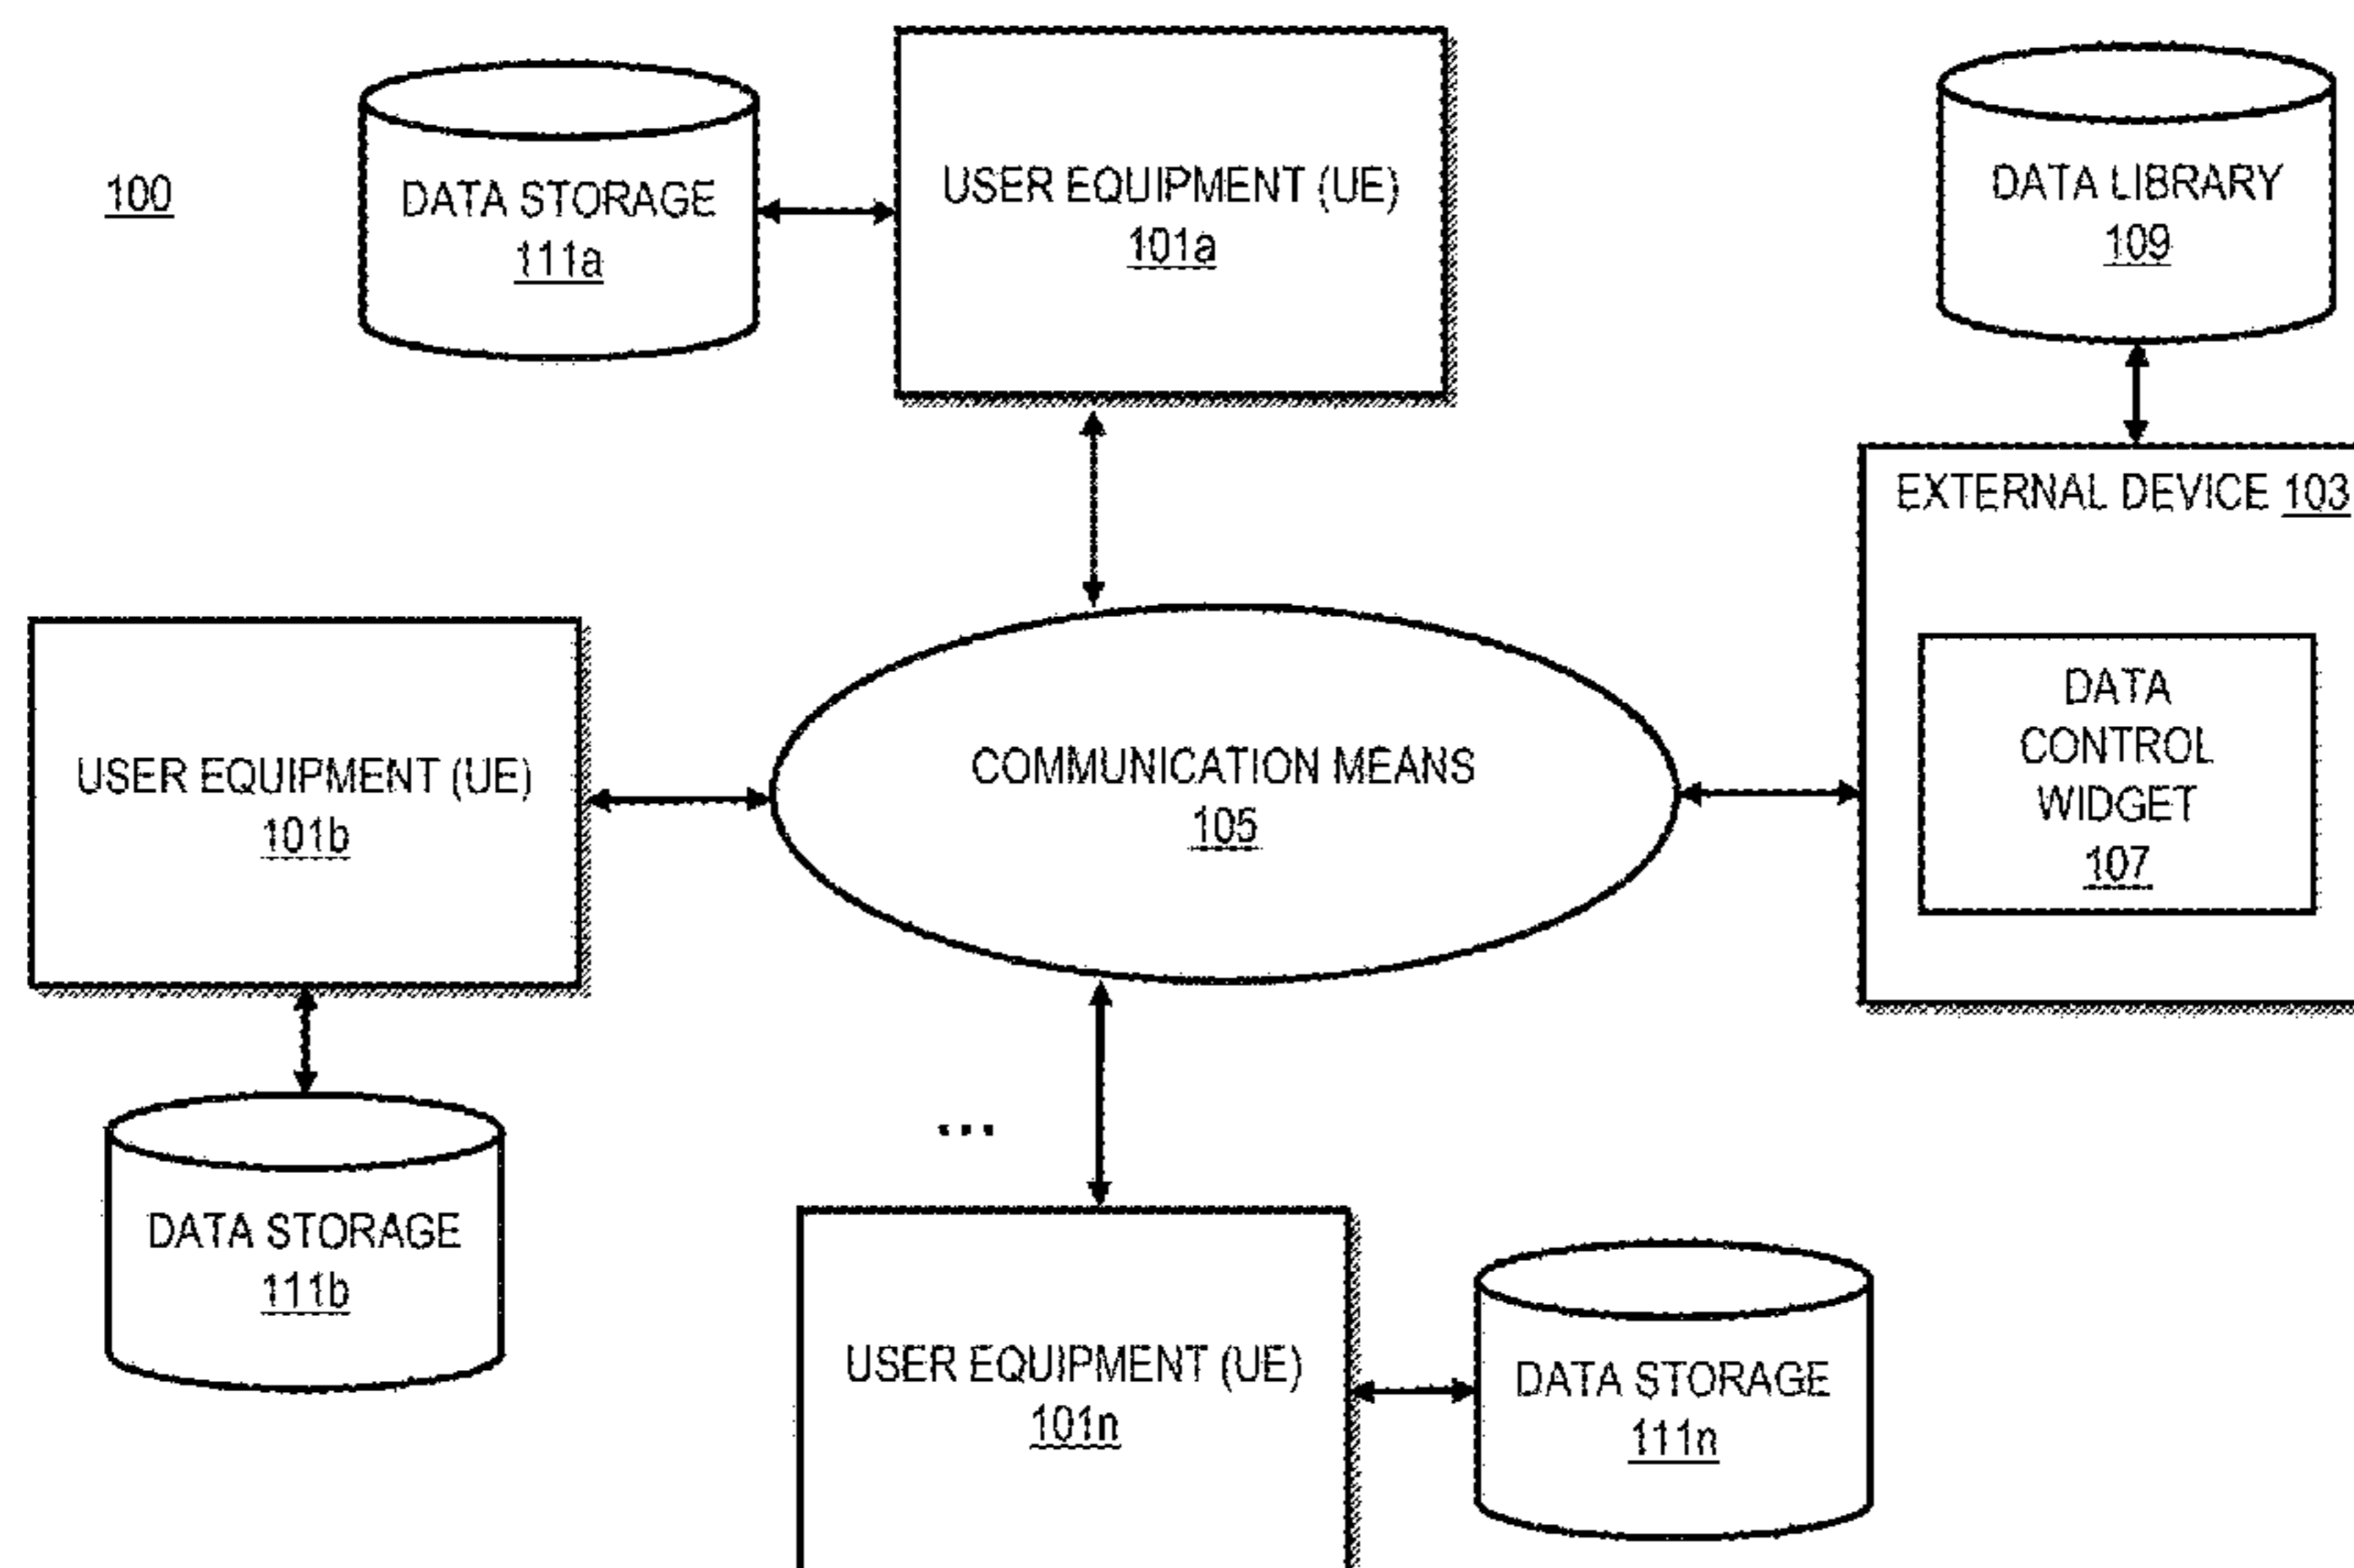 100
DATA STORAGE
111a
USER EQUIPMENT (UE)
101a
DATA LIBRARY
109
EXTERNAL DEVICE 103
DATA
CONTROL
WIDGET
107
USER EQUIPMENT (UE)
101b
COMMUNICATION MEANS
105
...
DATA STORAGE
111b
USER EQUIPMENT (UE)
101n
DATA STORAGE
111n